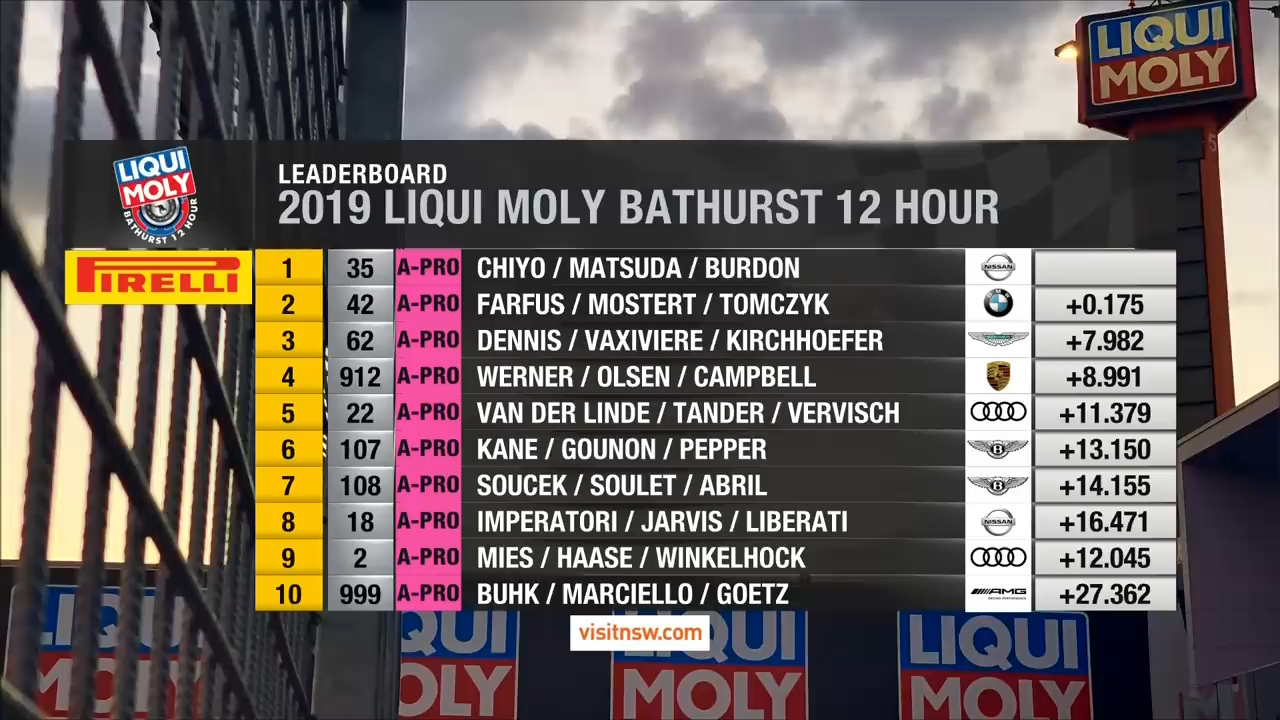 LIQUI
MOLY
LIQUI
MOLY
BATHURST 12 HOUR
LEADERBOARD
2019 LIQUI MOLY BATHURST 12 HOUR
PIRELLI
1 35 A-PRO CHIYO / MATSUDA / BURDON NISSAN
2 42 A-PRO FARFUS / MOSTERT / TOMCZYK BMW +0.175
3 62 A-PRO DENNIS / VAXIVIERE / KIRCHHOEFER +7.982
4 912 A-PRO WERNER / OLSEN / CAMPBELL +8.991
5 22 A-PRO VAN DER LINDE / TANDER / VERVISCH +11.379
6 107 A-PRO KANE / GOUNON / PEPPER B +13.150
7 108 A-PRO SOUCEK / SOULET / ABRIL B +14.155
8 18 A-PRO IMPERATORI / JARVIS / LIBERATI NISSAN +16.471
9 2 A-PRO MIES / HAASE / WINKELHOCK +12.045
10 999 A-PRO BUHK / MARCIELLO / GOETZ AMG +27.362
visitnsw.com
LIQUI LIQUI LIQUI LIQUI
MOLY MOLY MOLY MOLY